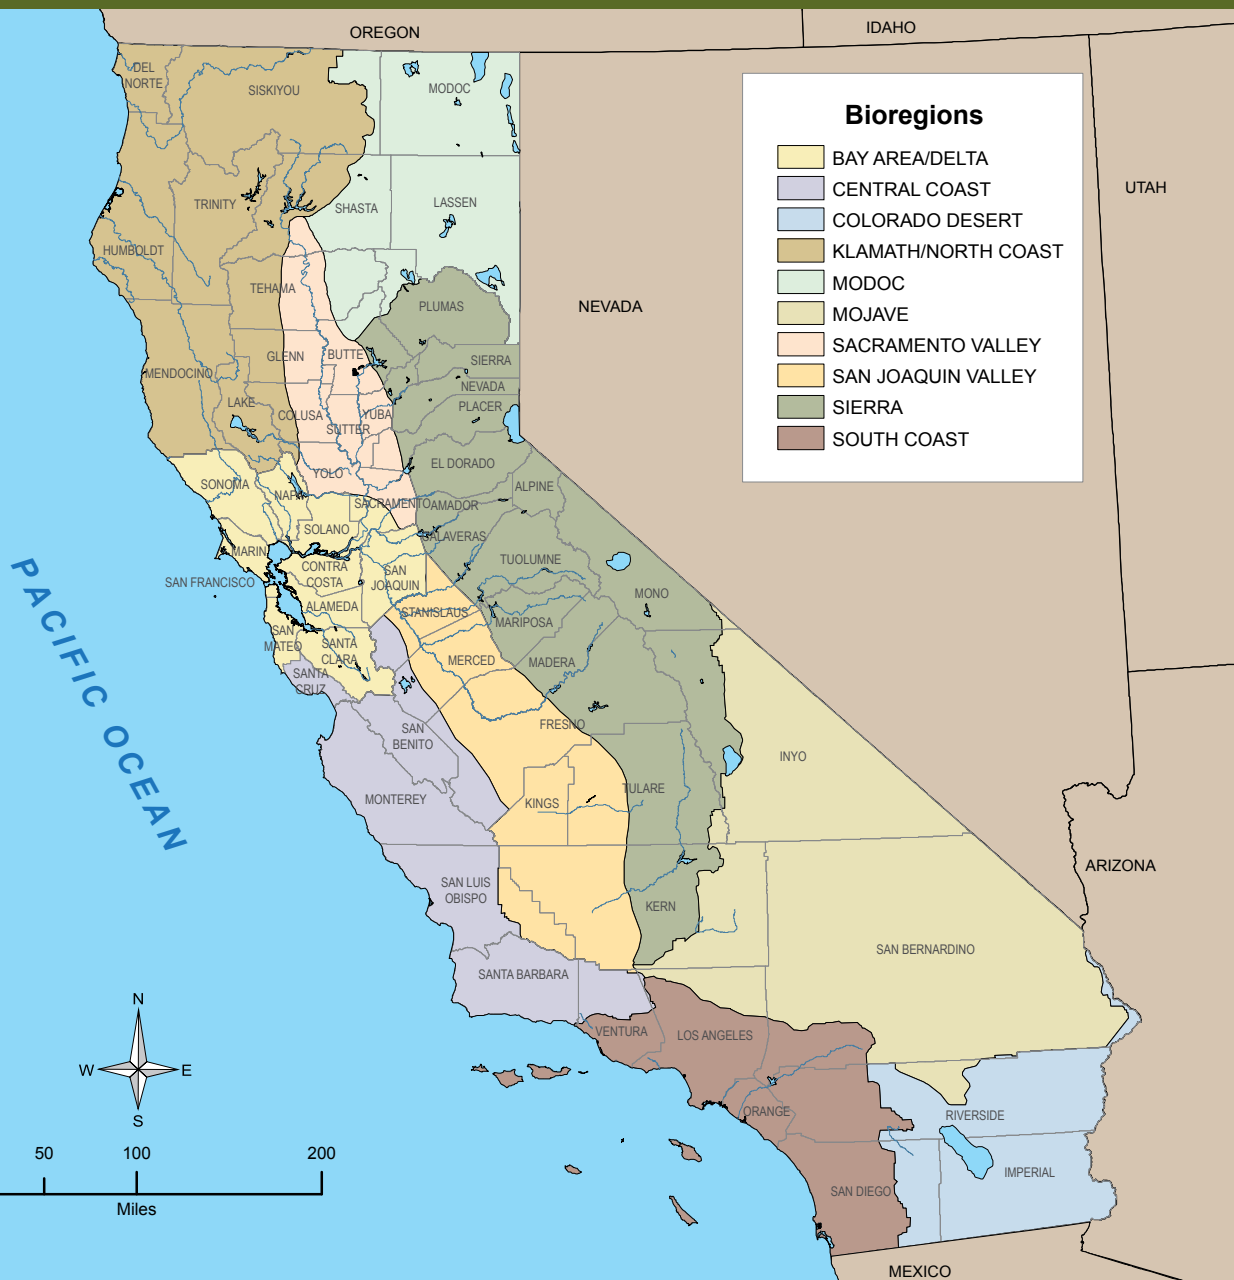 OREGON
IDAHO
DEL
NORTE
SISKIYOU
MODOC
Bioregions
BAY AREA/DELTA
CENTRAL COAST
COLORADO DESERT
KLAMATH/NORTH COAST
MODOC
MOJAVE
SACRAMENTO VALLEY
SAN JOAQUIN VALLEY
SIERRA
SOUTH COAST
UTAH
TRINITY
SHASTA
LASSEN
HUMBOLDT
TEHAMA
PLUMAS
NEVADA
GLENN
BUTTE
SIERRA
MENDOCINO
NEVADA
LAKE
COLUSA
YUBA
PLACER
SUTTER
YOLO
EL DORADO
SONOMA
NAPA
ALPINE
SACRAMENTO
AMADOR
SOLANO
CALAVERAS
MARIN
TUOLUMNE
CONTRA
COSTA
SAN
JOAQUIN
SAN FRANCISCO
MONO
ALAMEDA
STANISLAUS
MARIPOSA
SAN
MATEO
SANTA
CLARA
MERCED
MADERA
SANTA
CRUZ
PACIFIC OCEAN
FRESNO
SAN
BENITO
INYO
TULARE
MONTEREY
KINGS
ARIZONA
SAN LUIS
OBISPO
KERN
SAN BERNARDINO
SANTA BARBARA
VENTURA
LOS ANGELES
N
W
E
S
ORANGE
RIVERSIDE
IMPERIAL
SAN DIEGO
50
100
200
Miles
MEXICO